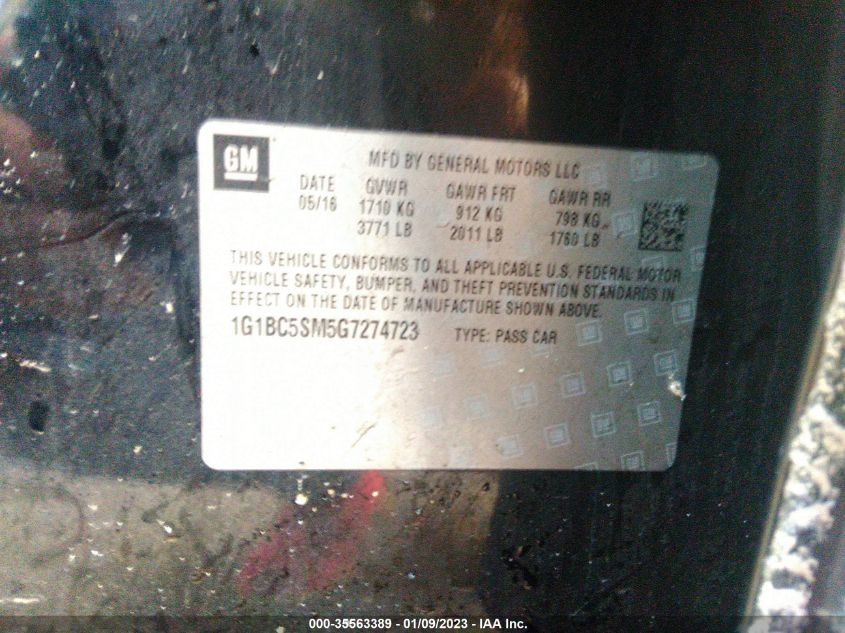 GM
MFD BY GENERAL MOTORS LLC
DATE GVWR GAWR FRT GAWR RR
05/16 1710 KG 912 KG 798 KG
3771 LB 2011 LB 1760 LB
THIS VEHICLE CONFORMS TO ALL APPLICABLE U.S. FEDERAL MOTOR
VEHICLE SAFETY, BUMPER, AND THEFT PREVENTION STANDARDS IN
EFFECT ON THE DATE OF MANUFACTURE SHOWN ABOVE.
1G1BC5SM5G7274723 TYPE: PASS CAR
000-35563389 - 01/09/2023 - IAA Inc.